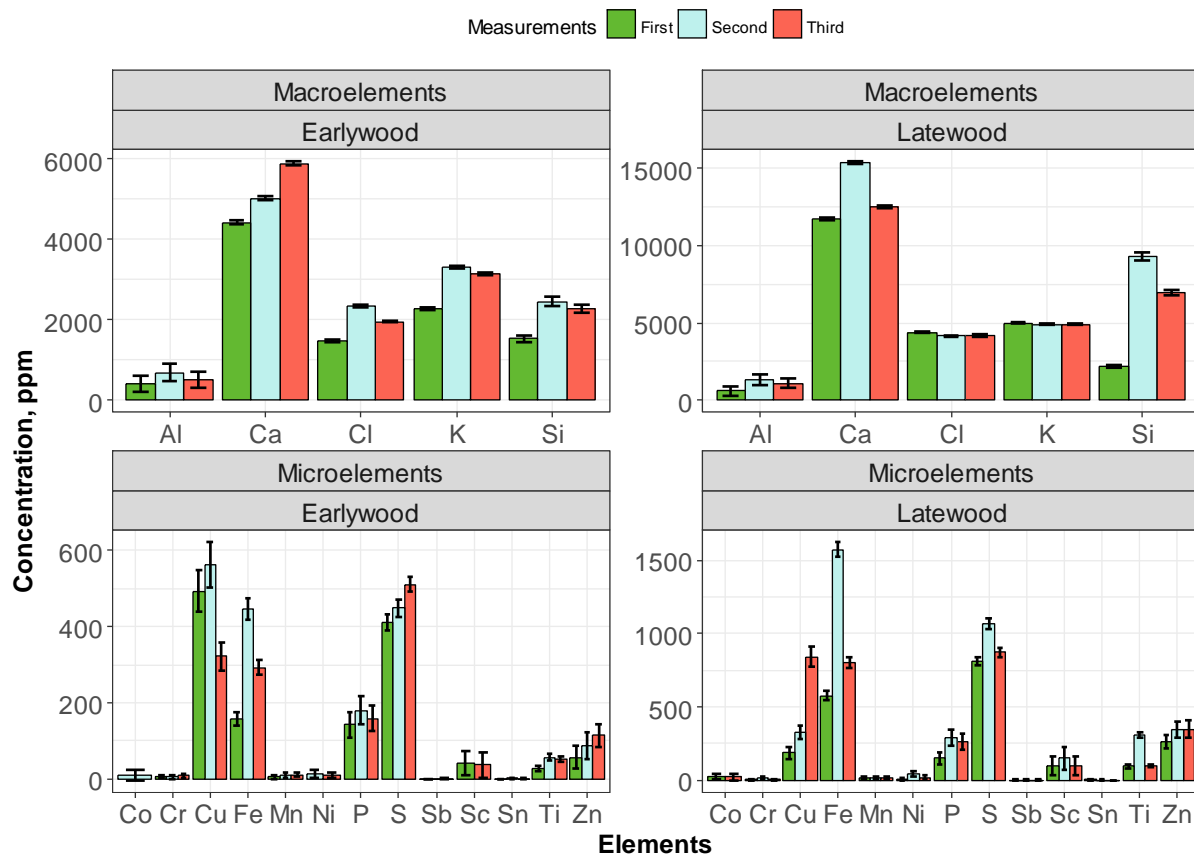 Measurements First Second Third
Macroelements
Earlywood
6000
4000
2000
0
Al Ca Cl K Si
Macroelements
Latewood
15000
10000
5000
0
Al Ca Cl K Si
Concentration, ppm
Microelements
Earlywood
600
400
200
0
Co Cr Cu Fe Mn Ni P S Sb Sc Sn Ti Zn
Microelements
Latewood
1500
1000
500
0
Co Cr Cu Fe Mn Ni P S Sb Sc Sn Ti Zn
Elements